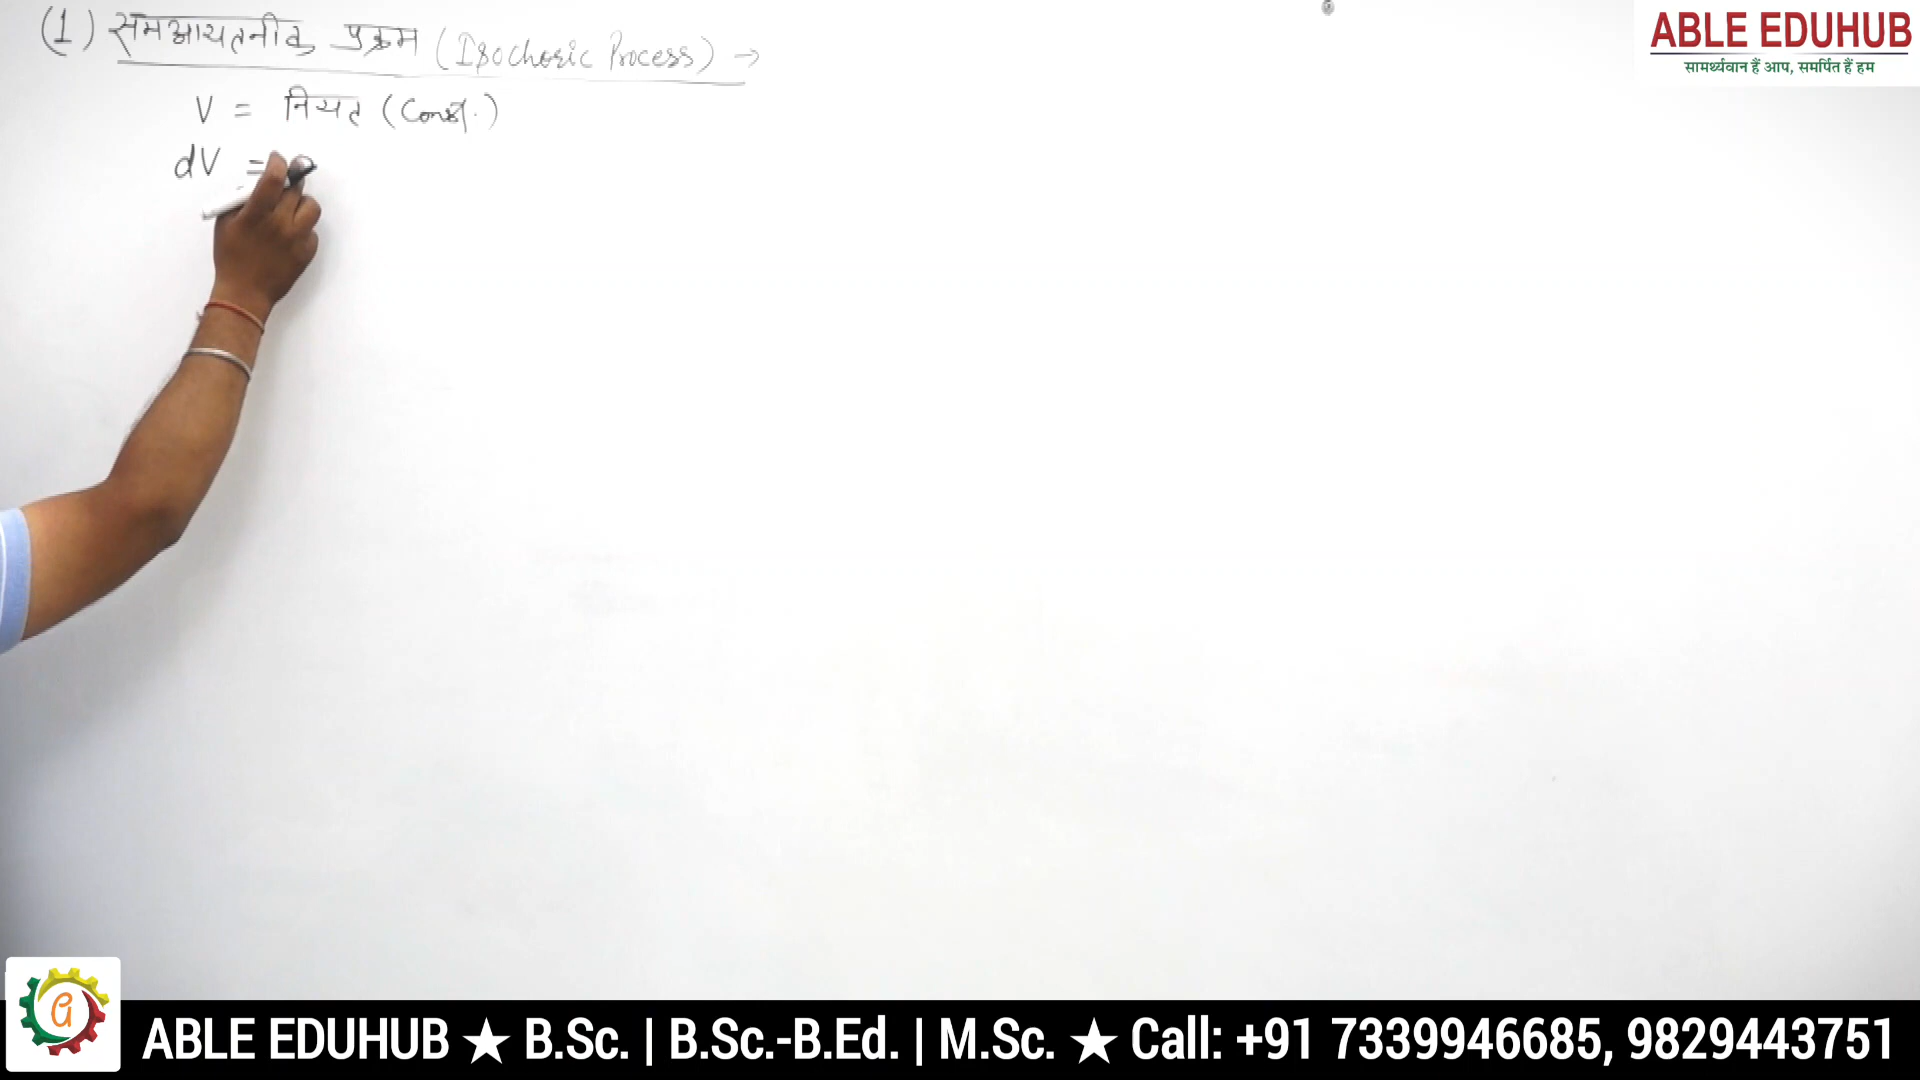 (1) समआयतनीक प्रक्रम (Isochoric Process) →
V = नियत (Const.)
dV = 0
ABLE EDUHUB
सामर्थ्यवान हैं आप, समर्पित हैं हम
ABLE EDUHUB ★ B.Sc. | B.Sc.-B.Ed. | M.Sc. ★ Call: +91 7339946685, 9829443751